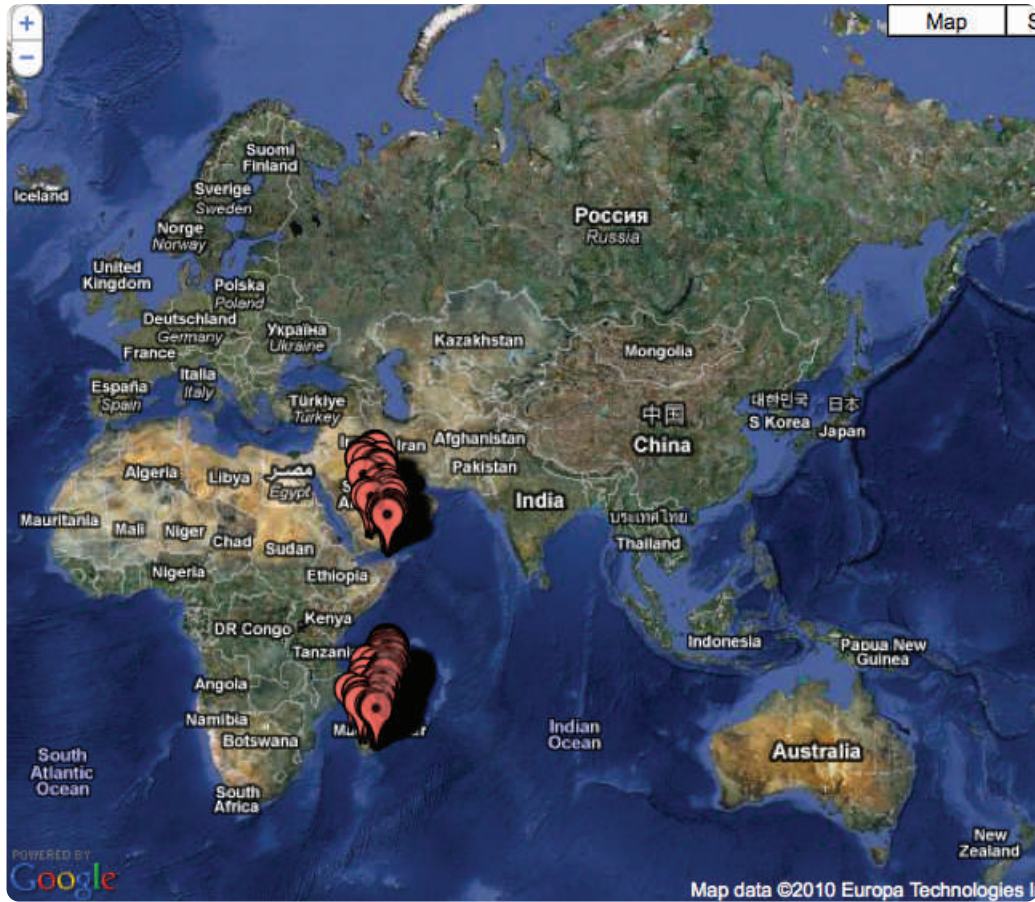 +
−
Map
S
Iceland
Suomi
Finland
Sverige
Sweden
Norge
Norway
United
Kingdom
Россия
Russia
Polska
Poland
Deutschland
Germany
Україна
Ukraine
France
Kazakhstan
Mongolia
Italia
Italy
España
Spain
Türkiye
Turkey
대한민국
S Korea
日本
Japan
中国
China
Iran
Afghanistan
Pakistan
Algeria
Libya
مصر
Egypt
India
Mauritania
Mali
Niger
Chad
Sudan
ประเทศไทย
Thailand
Nigeria
Ethiopia
Kenya
DR Congo
Tanzani
Indonesia
Papua New
Guinea
Angola
Namibia
Botswana
South
Africa
South
Atlantic
Ocean
Indian
Ocean
Australia
New
Zealand
POWERED BY
Google
Map data ©2010 Europa Technologies I